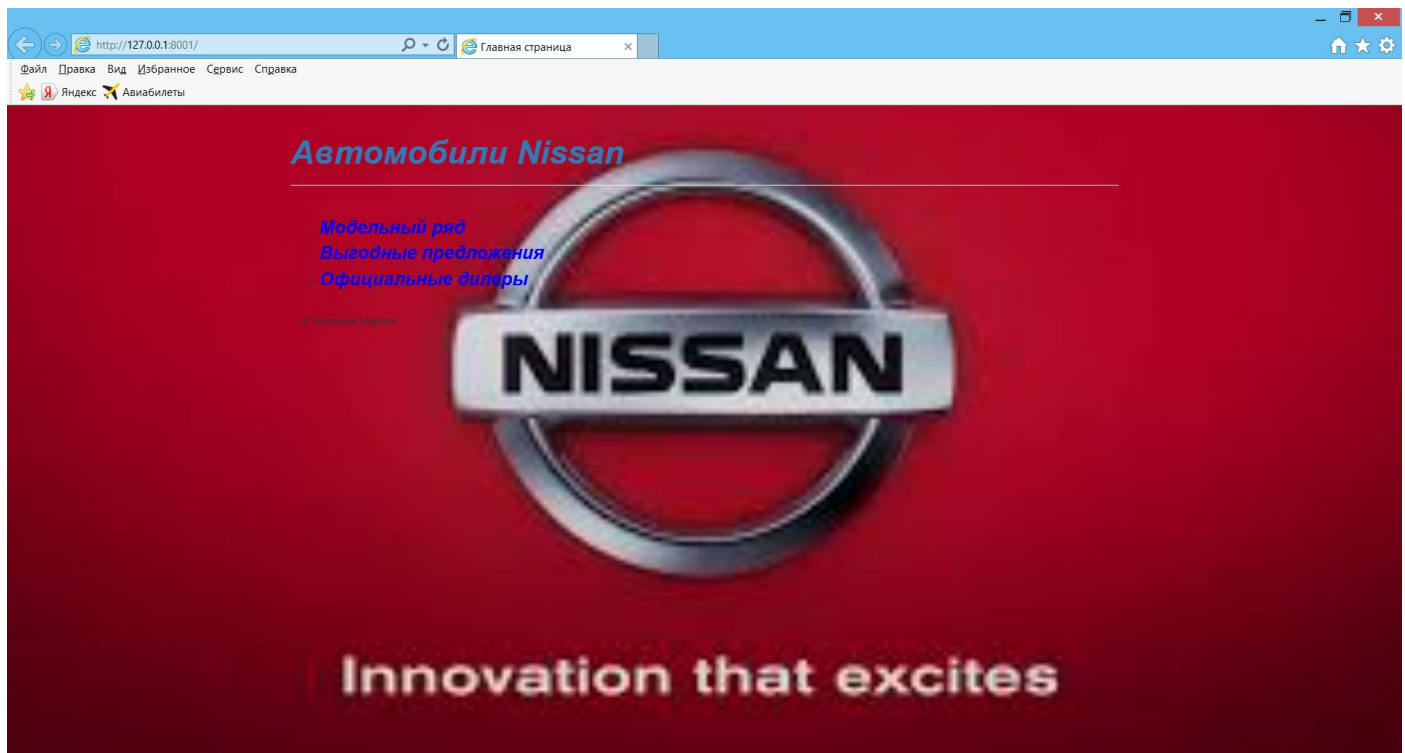 http://127.0.0.1:8001/
Главная страница
Файл Правка Вид Избранное Сервис Справка
Яндекс Авиабилеты
Автомобили Nissan
Модельный ряд
Выгодные предложения
Официальные дилеры
©
NISSAN
Innovation that excites